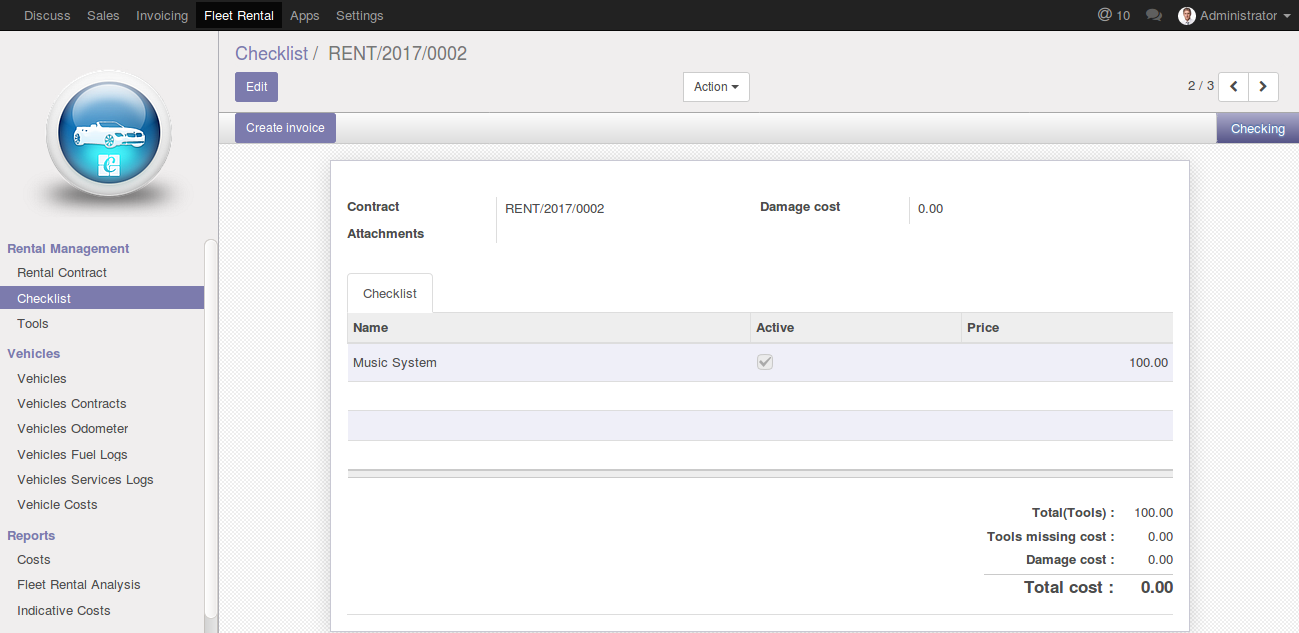 Discuss Sales Invoicing Fleet Rental Apps Settings @ 10 Administrator
Checklist / RENT/2017/0002
Edit Action 2 / 3
Create invoice Checking
Contract RENT/2017/0002 Damage cost 0.00
Attachments
Rental Management
Rental Contract
Checklist
Tools
Vehicles
Vehicles
Vehicles Contracts
Vehicles Odometer
Vehicles Fuel Logs
Vehicles Services Logs
Vehicle Costs
Reports
Costs
Fleet Rental Analysis
Indicative Costs
Checklist
Name Active Price
Music System 100.00
Total(Tools) : 100.00
Tools missing cost : 0.00
Damage cost : 0.00
Total cost : 0.00